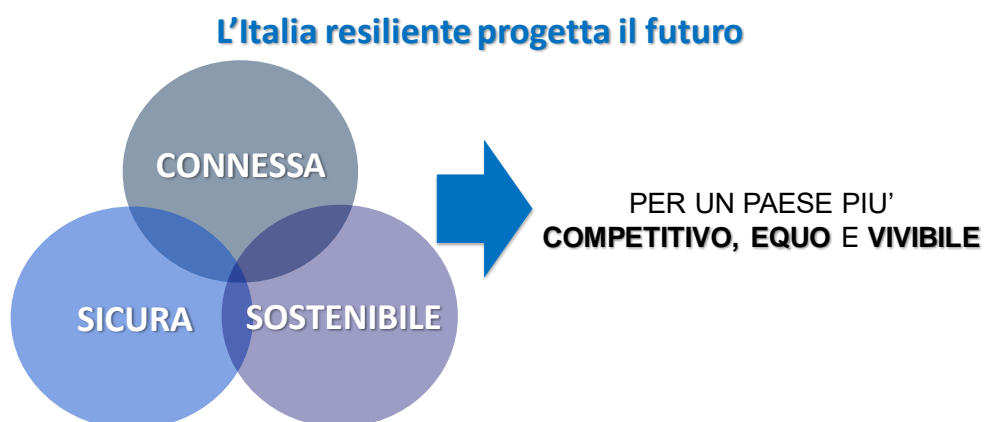 L’Italia resiliente progetta il futuro
CONNESSA
SICURA
SOSTENIBILE
PER UN PAESE PIU’
COMPETITIVO, EQUO E VIVIBILE